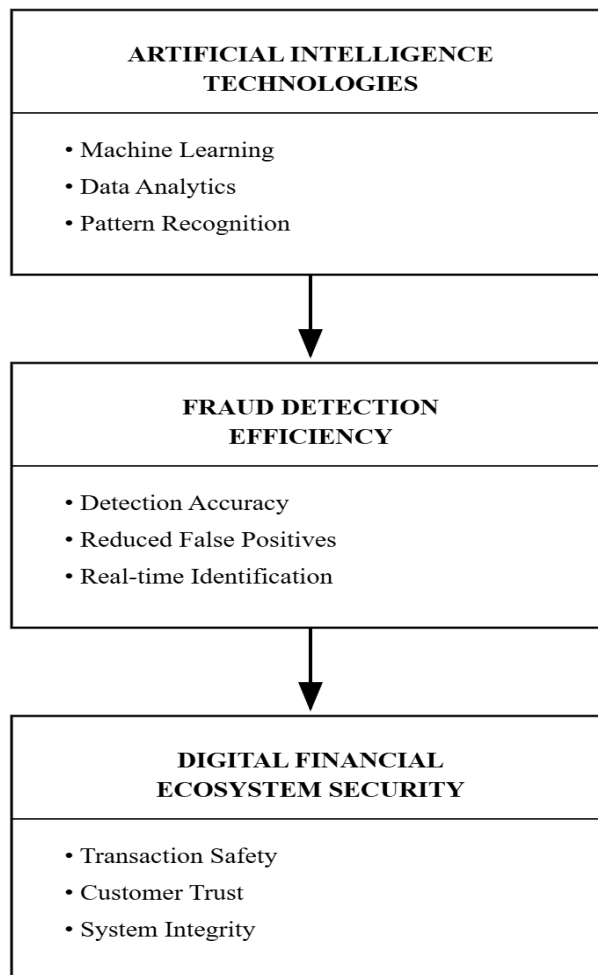 ARTIFICIAL INTELLIGENCE
TECHNOLOGIES
• Machine Learning
• Data Analytics
• Pattern Recognition
FRAUD DETECTION
EFFICIENCY
• Detection Accuracy
• Reduced False Positives
• Real-time Identification
DIGITAL FINANCIAL
ECOSYSTEM SECURITY
• Transaction Safety
• Customer Trust
• System Integrity